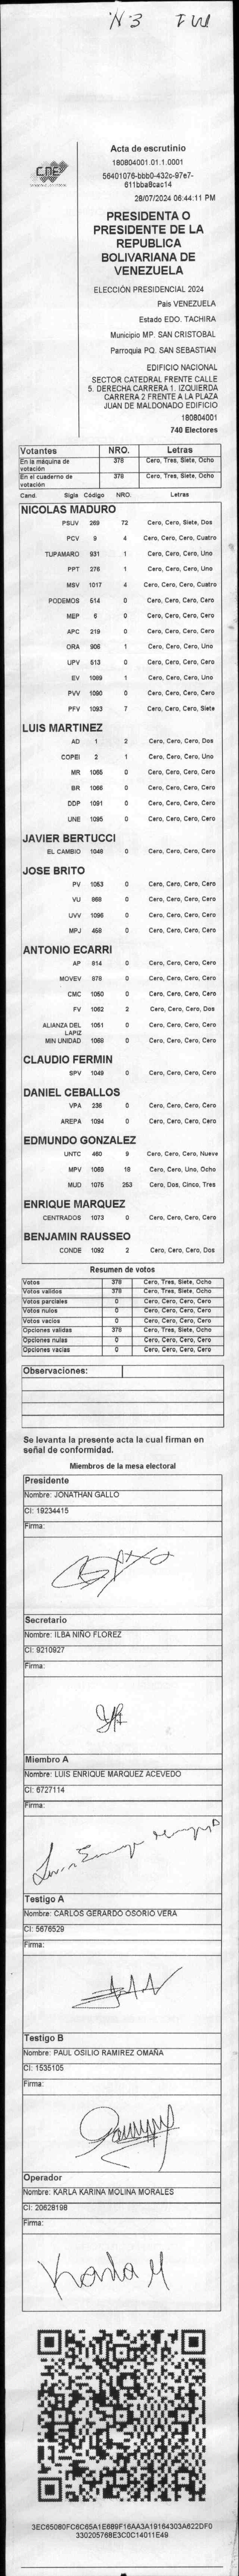 N3 IM
CNE
Acta de escrutinio
180804001.01.1.0001
56401076-bbb0-432c-97e7-
611bba8cac14
28/07/2024 06:44:11 PM
PRESIDENTA O
PRESIDENTE DE LA
REPUBLICA
BOLIVARIANA DE
VENEZUELA
ELECCIÓN PRESIDENCIAL 2024
País VENEZUELA
Estado EDO. TACHIRA
Municipio MP. SAN CRISTOBAL
Parroquia PQ. SAN SEBASTIAN
EDIFICIO NACIONAL
SECTOR CATEDRAL FRENTE CALLE
5. DERECHA CARRERA 1. IZQUIERDA
CARRERA 2 FRENTE A LA PLAZA
JUAN DE MALDONADO EDIFICIO
180804001
740 Electores
Votantes NRO. Letras
En la máquina de votación 378 Cero, Tres, Siete, Ocho
En el cuaderno de votación 378 Cero, Tres, Siete, Ocho
Cand. Sigla Código NRO. Letras
NICOLAS MADURO
PSUV 269 72 Cero, Cero, Siete, Dos
PCV 9 4 Cero, Cero, Cero, Cuatro
TUPAMARO 931 1 Cero, Cero, Cero, Uno
PPT 276 1 Cero, Cero, Cero, Uno
MSV 1017 4 Cero, Cero, Cero, Cuatro
PODEMOS 514 0 Cero, Cero, Cero, Cero
MEP 6 0 Cero, Cero, Cero, Cero
APC 219 0 Cero, Cero, Cero, Cero
ORA 906 1 Cero, Cero, Cero, Uno
UPV 513 0 Cero, Cero, Cero, Cero
EV 1089 1 Cero, Cero, Cero, Uno
PVV 1090 0 Cero, Cero, Cero, Cero
PFV 1093 7 Cero, Cero, Cero, Siete
LUIS MARTINEZ
AD 1 2 Cero, Cero, Cero, Dos
COPEI 2 1 Cero, Cero, Cero, Uno
MR 1065 0 Cero, Cero, Cero, Cero
BR 1066 0 Cero, Cero, Cero, Cero
DDP 1091 0 Cero, Cero, Cero, Cero
UNE 1095 0 Cero, Cero, Cero, Cero
JAVIER BERTUCCI
EL CAMBIO 1048 0 Cero, Cero, Cero, Cero
JOSE BRITO
PV 1053 0 Cero, Cero, Cero, Cero
VU 868 0 Cero, Cero, Cero, Cero
UVV 1096 0 Cero, Cero, Cero, Cero
MPJ 458 0 Cero, Cero, Cero, Cero
ANTONIO ECARRI
AP 814 0 Cero, Cero, Cero, Cero
MOVEV 879 0 Cero, Cero, Cero, Cero
CMC 1050 0 Cero, Cero, Cero, Cero
FV 1062 2 Cero, Cero, Cero, Dos
ALIANZA DEL LAPIZ 1051 0 Cero, Cero, Cero, Cero
MIN UNIDAD 1068 0 Cero, Cero, Cero, Cero
CLAUDIO FERMIN
SPV 1049 0 Cero, Cero, Cero, Cero
DANIEL CEBALLOS
VPA 236 0 Cero, Cero, Cero, Cero
AREPA 1094 0 Cero, Cero, Cero, Cero
EDMUNDO GONZALEZ
UNTC 460 9 Cero, Cero, Cero, Nueve
MPV 1069 18 Cero, Cero, Uno, Ocho
MUD 1075 253 Cero, Dos, Cinco, Tres
ENRIQUE MARQUEZ
CENTRADOS 1073 0 Cero, Cero, Cero, Cero
BENJAMIN RAUSSEO
CONDE 1092 2 Cero, Cero, Cero, Dos
Resumen de votos
Votos 378 Cero, Tres, Siete, Ocho
Votos validos 378 Cero, Tres, Siete, Ocho
Votos parciales 0 Cero, Cero, Cero, Cero
Votos nulos 0 Cero, Cero, Cero, Cero
Votos vacios 0 Cero, Cero, Cero, Cero
Opciones validas 378 Cero, Tres, Siete, Ocho
Opciones nulas 0 Cero, Cero, Cero, Cero
Opciones vacias 0 Cero, Cero, Cero, Cero
Observaciones:
Se levanta la presente acta la cual firman en
señal de conformidad.
Miembros de la mesa electoral
Presidente
Nombre: JONATHAN GALLO
CI: 19234415
Firma:
Secretario
Nombre: ILBA NIÑO FLOREZ
CI: 9210927
Firma:
Miembro A
Nombre: LUIS ENRIQUE MARQUEZ ACEVEDO
CI: 6727114
Firma:
Testigo A
Nombre: CARLOS GERARDO OSORIO VERA
CI: 5676529
Firma:
Testigo B
Nombre: PAUL OSILIO RAMIREZ OMAÑA
CI: 1535105
Firma:
Operador
Nombre: KARLA KARINA MOLINA MORALES
CI: 20628198
Firma:
Karla M
3EC65080FC6C65A1E689F16AA3A19164303A622DF0
330205768E3C0C14011E49